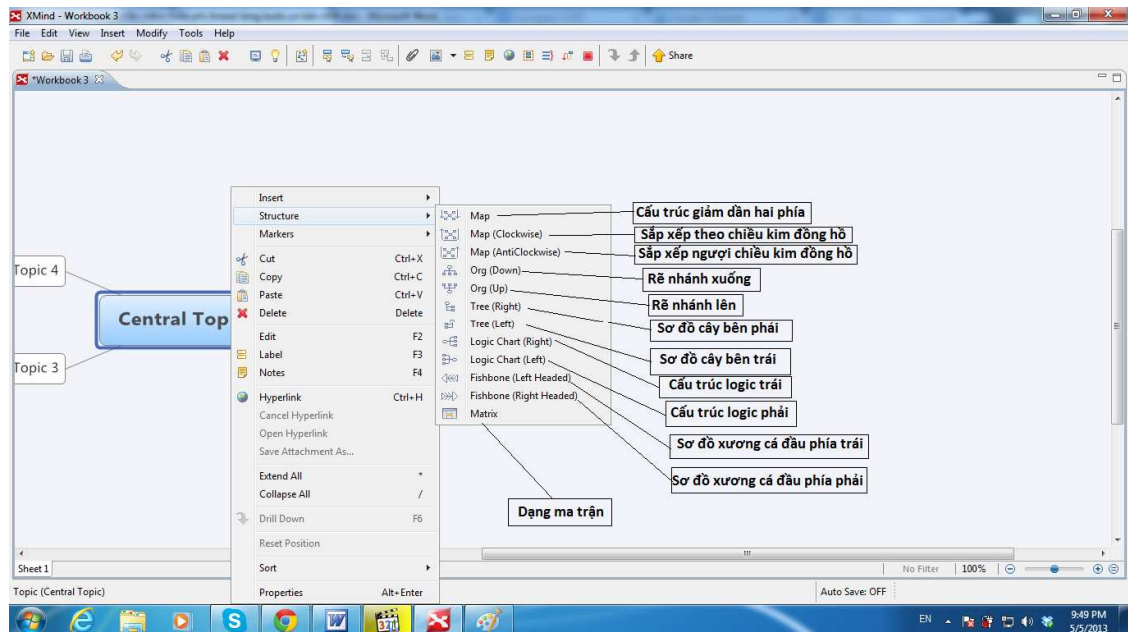 XMind - Workbook 3
File Edit View Insert Modify Tools Help
Share
*Workbook 3
Topic 4
Central Top
Topic 3
Insert
Structure
Markers
Cut Ctrl+X
Copy Ctrl+C
Paste Ctrl+V
Delete Delete
Edit F2
Label F3
Notes F4
Hyperlink Ctrl+H
Cancel Hyperlink
Open Hyperlink
Save Attachment As...
Extend All *
Collapse All /
Drill Down F6
Reset Position
Sort
Properties Alt+Enter
Map
Map (Clockwise)
Map (AntiClockwise)
Org (Down)
Org (Up)
Tree (Right)
Tree (Left)
Logic Chart (Right)
Logic Chart (Left)
Fishbone (Left Headed)
Fishbone (Right Headed)
Matrix
Cấu trúc giảm dần hai phía
Sắp xếp theo chiều kim đồng hồ
Sắp xếp ngượi chiều kim đồng hồ
Rẽ nhánh xuống
Rẽ nhánh lên
Sơ đồ cây bên phái
Sơ đồ cây bên trái
Cấu trúc logic trái
Cấu trúc logic phải
Sơ đồ xương cá đầu phía trái
Sơ đồ xương cá đầu phía phải
Dạng ma trận
Sheet 1
No Filter 100%
Topic (Central Topic)
Auto Save: OFF
EN
9:49 PM
5/5/2013